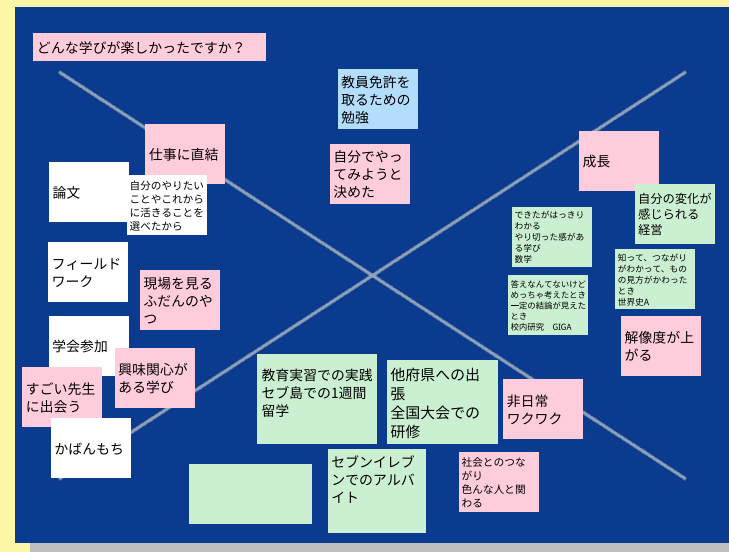 どんな学びが楽しかったですか？
教員免許を
取るための
勉強
自分でやっ
てみようと
決めた
仕事に直結
論文
自分のやりたい
ことやこれから
に活きることを
選べたから
フィールド
ワーク
現場を見る
ふだんのや
つ
学会参加
興味関心が
ある学び
すごい先生
に出会う
かばんもち
成長
自分の変化が
感じられる
経営
できたがはっきり
わかる
やり切った感があ
る学び
数学
知って、つながり
がわかって、もの
の見方がかわった
とき
世界史A
答えなんてないけど
めっちゃ考えたとき
一定の結論が見えた
とき
校内研究　GIGA
解像度が上
がる
教育実習での実践
セブ島での1週間
留学
他府県への出
張
全国大会での
研修
非日常
ワクワク
セブンイレブ
ンでのアルバ
イト
社会とのつな
がり
色んな人と関
わる